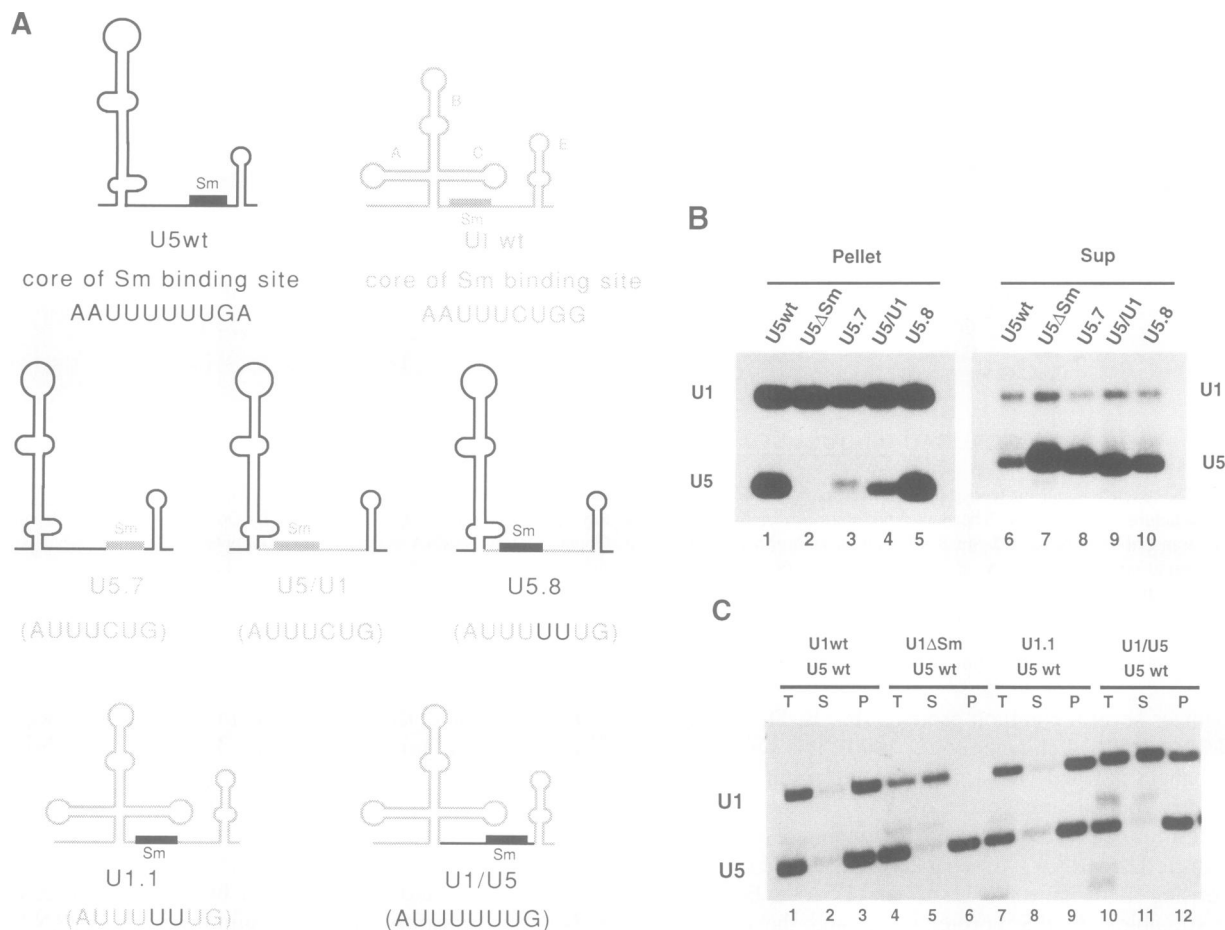 A
B
A
C
E
Sm
Sm
U5wt
U1 wt
core of Sm binding site
core of Sm binding site
AAUUUUUUGA
AAUUUCUGG
Sm
Sm
Sm
U5.7
U5/U1
U5.8
(AUUUCUG)
(AUUUCUG)
(AUUUUUUG)
Sm
Sm
U1.1
U1/U5
(AUUUUUUG)
(AUUUUUUG)
B
Pellet
Sup
U5wt
U5ΔSm
U5.7
U5/U1
U5.8
U5wt
U5ΔSm
U5.7
U5/U1
U5.8
U1
U1
U5
U5
1 2 3 4 5
6 7 8 9 10
C
U1wt U1ΔSm U1.1 U1/U5
U5 wt U5 wt U5 wt U5 wt
T S P T S P T S P T S P
U1
U5
1 2 3 4 5 6 7 8 9 10 11 12